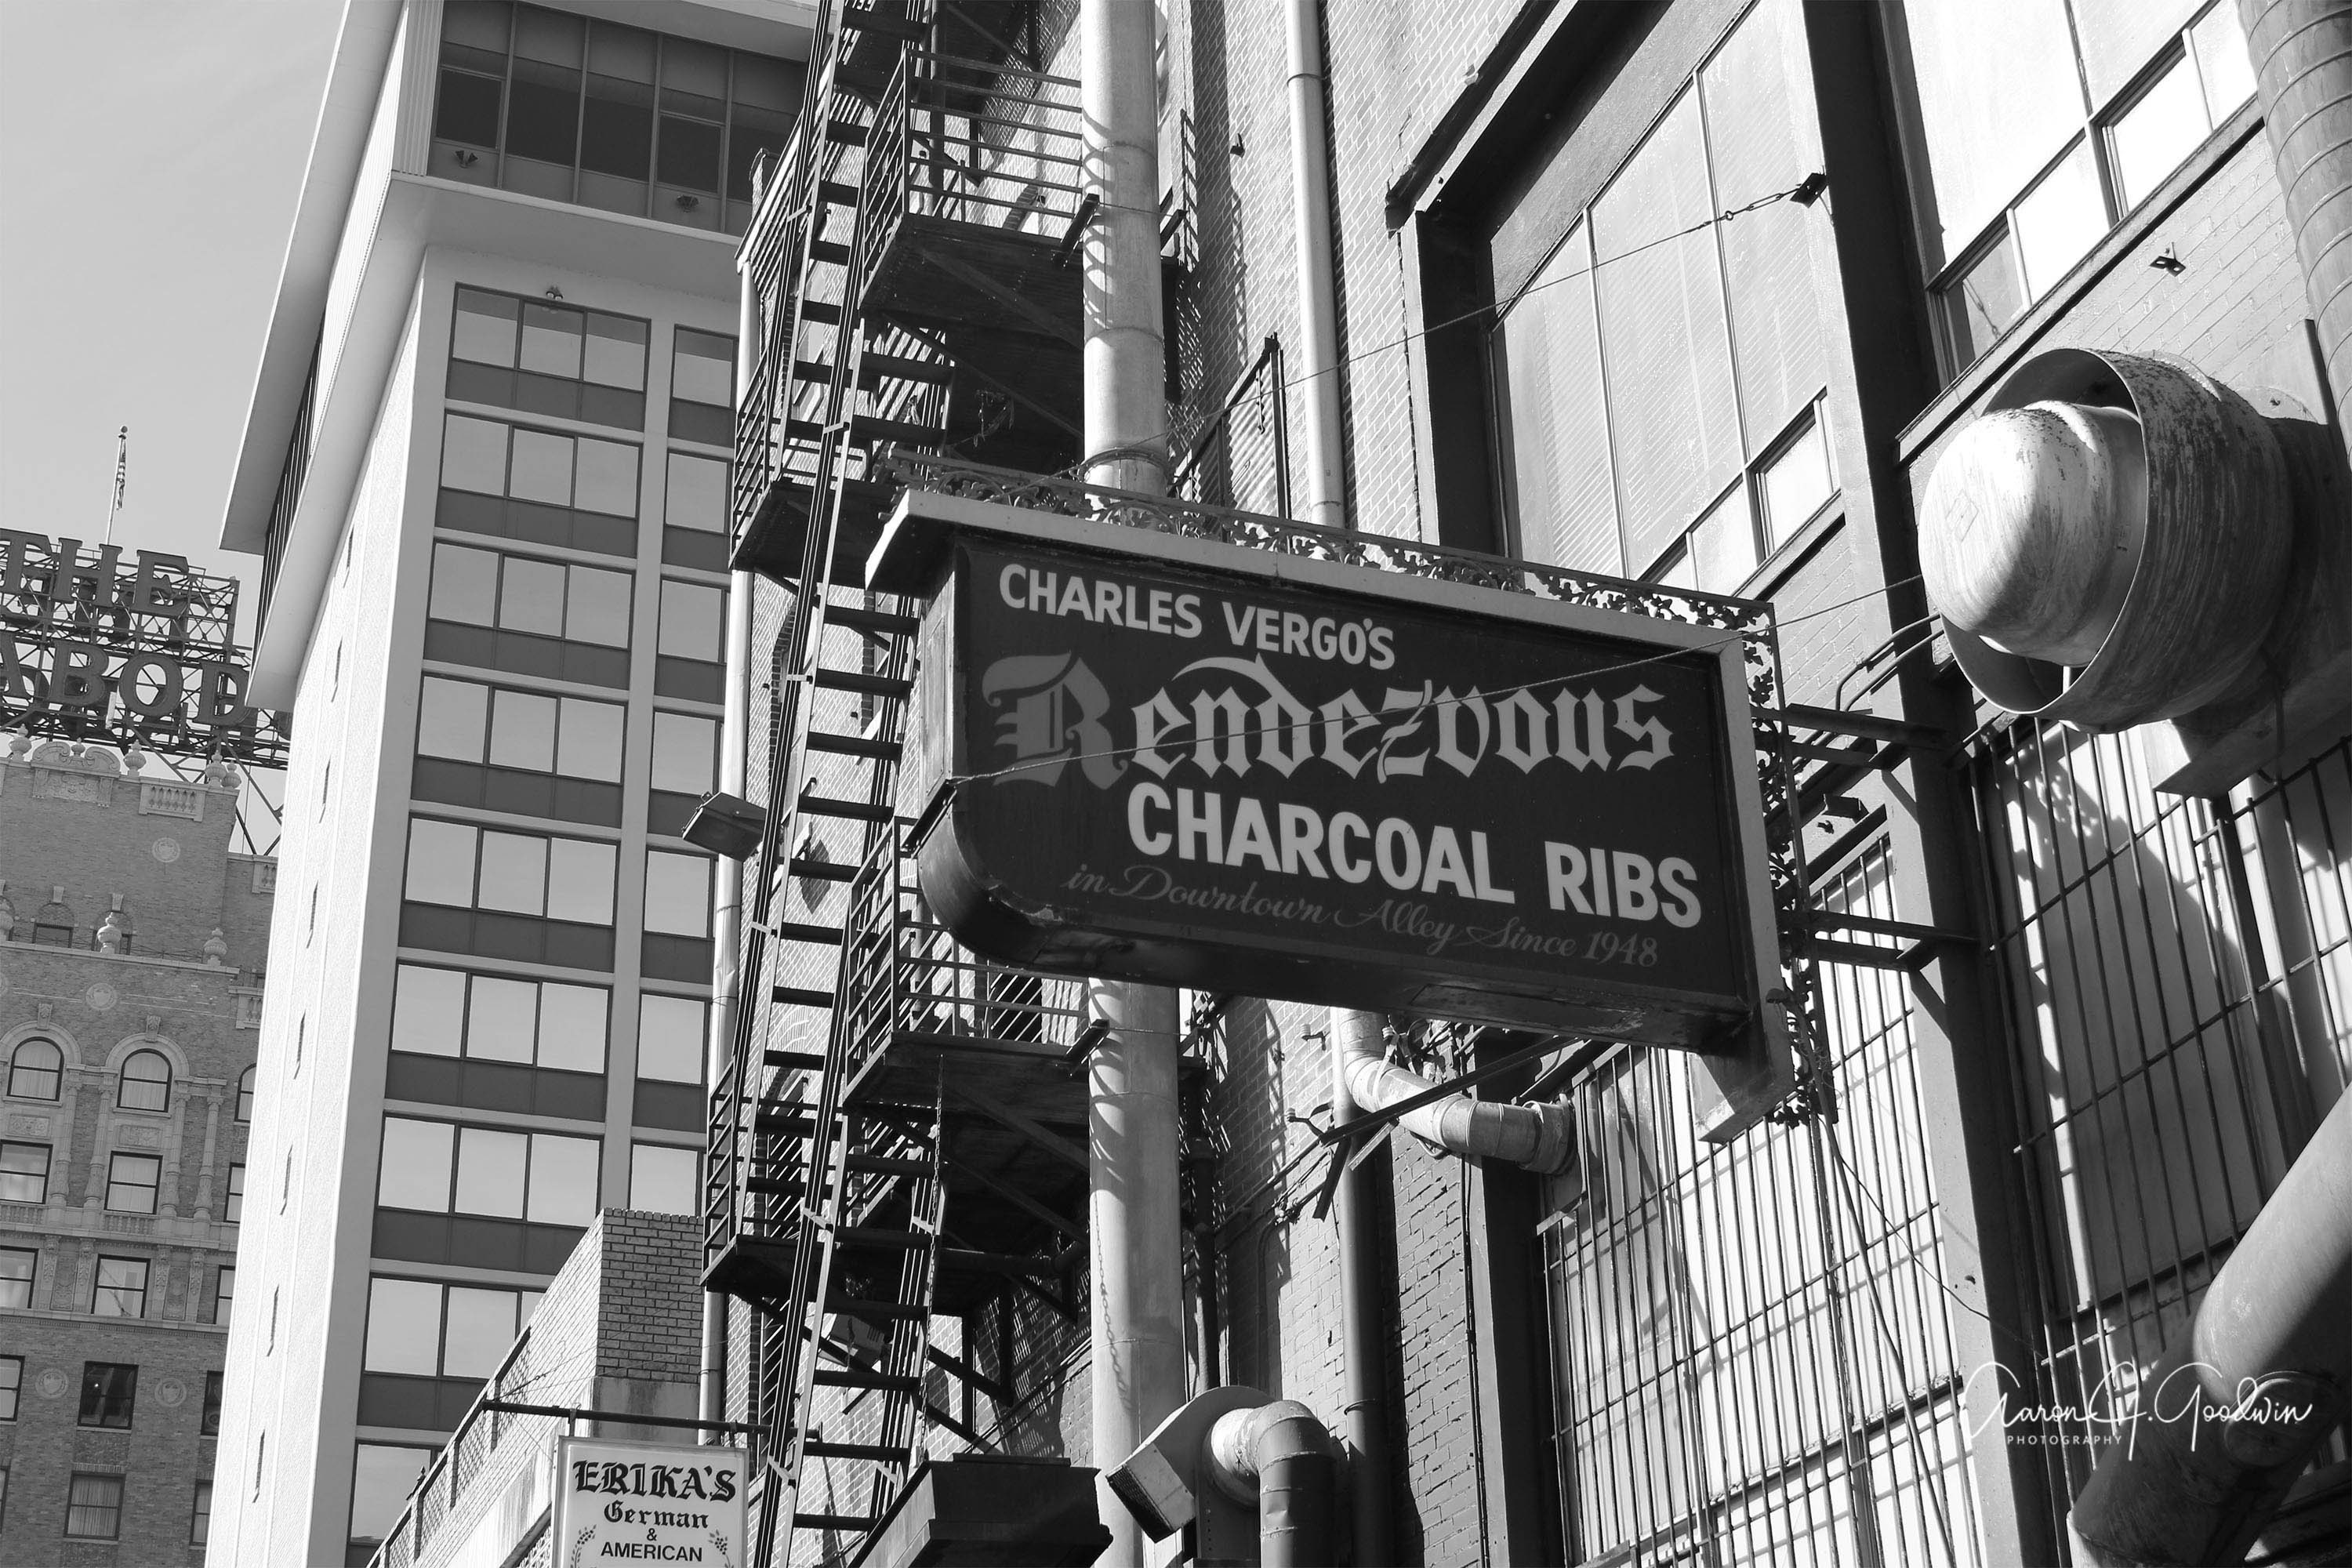 THE
ABOD
CHARLES VERGO'S
Rendezvous
CHARCOAL RIBS
in Downtown Alley Since 1948
ERIKA'S
German
&
AMERICAN
Aaron G. Goodwin
PHOTOGRAPHY